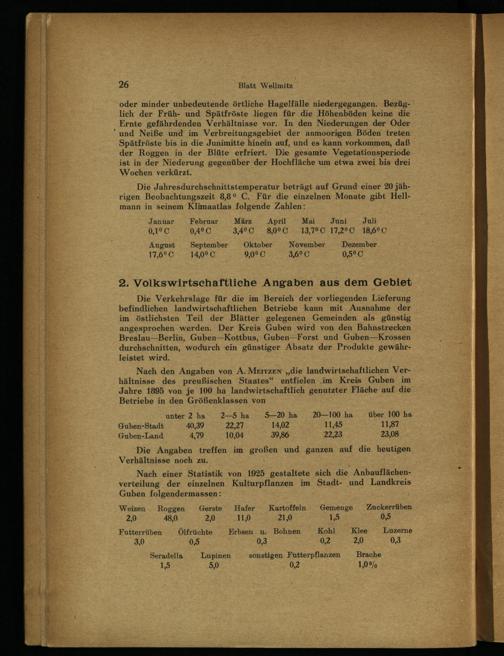 26
Blatt Wellmitz
oder minder unbedeutende örtliche Hagelfälle niedergegangen. Bezüg-
lich der Früh- und Spätfröste liegen für die Höhenböden keine die
Ernte gefährdenden Verhältnisse vor. In den Niederungen der Oder
und Neiße und im Verbreitungsgebiet der anmoorigen Böden treten
Spätfröste bis in die Junimitte hinein auf, und es kann vorkommen, daß
der Roggen in der Blüte erfriert. Die gesamte Vegetationsperiode
ist in der Niederung gegenüber der Hochfläche um etwa zwei bis drei
Wochen verkürzt.
Die Jahresdurchschnittstemperatur beträgt auf Grund einer 20 jäh-
rigen Beobachtungszeit 8,8° C. Für die einzelnen Monate gibt Hell-
mann in seinem Klimaatlas folgende Zahlen:
Januar Februar März April Mai Juni Juli
0,1° C 0,4° C 3,4° C 8,0° C 13,7° C 17,2° C 18,6° C
August September Oktober November Dezember
17,6° C 14,0° C 9,0° C 3,6° C 0,5° C
2. Volkswirtschaftliche Angaben aus dem Gebiet
Die Verkehrslage für die im Bereich der vorliegenden Lieferung
befindlichen landwirtschaftlichen Betriebe kann mit Ausnahme der
im östlichsten Teil der Blätter gelegenen Gemeinden als günstig
angesprochen werden. Der Kreis Guben wird von den Bahnstrecken
Breslau—Berlin, Guben—Kottbus, Guben—Forst und Guben—Krossen
durchschnitten, wodurch ein günstiger Absatz der Produkte gewähr-
leistet wird.
Nach den Angaben von A. Meitzen „die landwirtschaftlichen Ver-
hältnisse des preußischen Staates“ entfielen im Kreis Guben im
Jahre 1895 von je 100 ha landwirtschaftlich genutzter Fläche auf die
Betriebe in den Größenklassen von
unter 2 ha 2—5 ha 5—20 ha 20—100 ha über 100 ha
Guben-Stadt 40,39 22,27 14,02 11,45 11,87
Guben-Land 4,79 10,04 39,86 22,23 23,08
Die Angaben treffen im großen und ganzen auf die heutigen
Verhältnisse noch zu.
Nach einer Statistik von 1925 gestaltete sich die Anbauflächen-
verteilung der einzelnen Kulturpflanzen im Stadt- und Landkreis
Guben folgendermassen:
Weizen Roggen Gerste Hafer Kartoffeln Gemenge Zuckerrüben
2,0 48,0 2,0 11,0 21,0 1,5 0,5
Futterrüben Ölfrüchte Erbsen u. Bohnen Kohl Klee Luzerne
3,0 0,5 0,3 0,2 2,0 0,3
Seradella Lupinen sonstigen Futterpflanzen Brache
1,5 5,0 0,2 1,0%